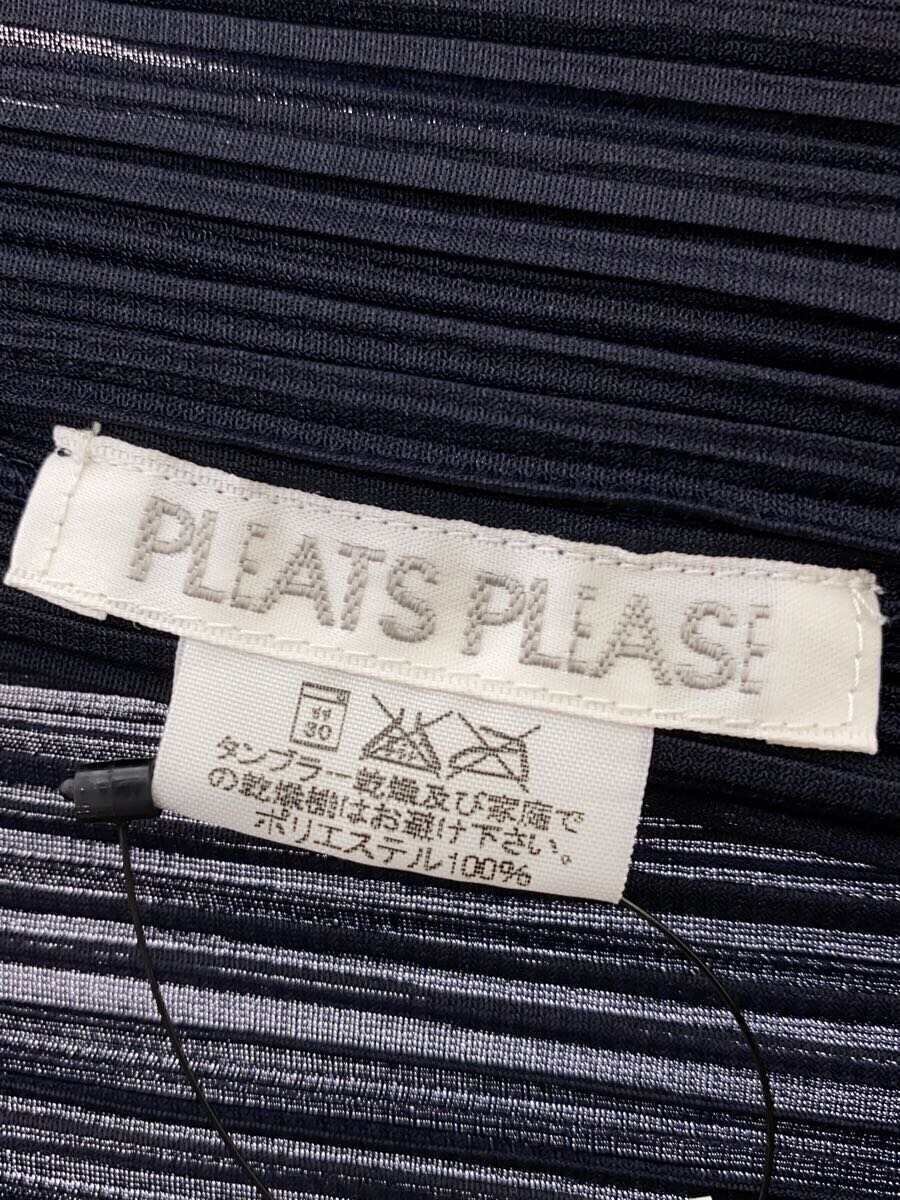 PLEATS PLEASE
弱
30
タンブラー乾燥及び家庭で
の乾燥機はお避け下さい。
ポリエステル100%